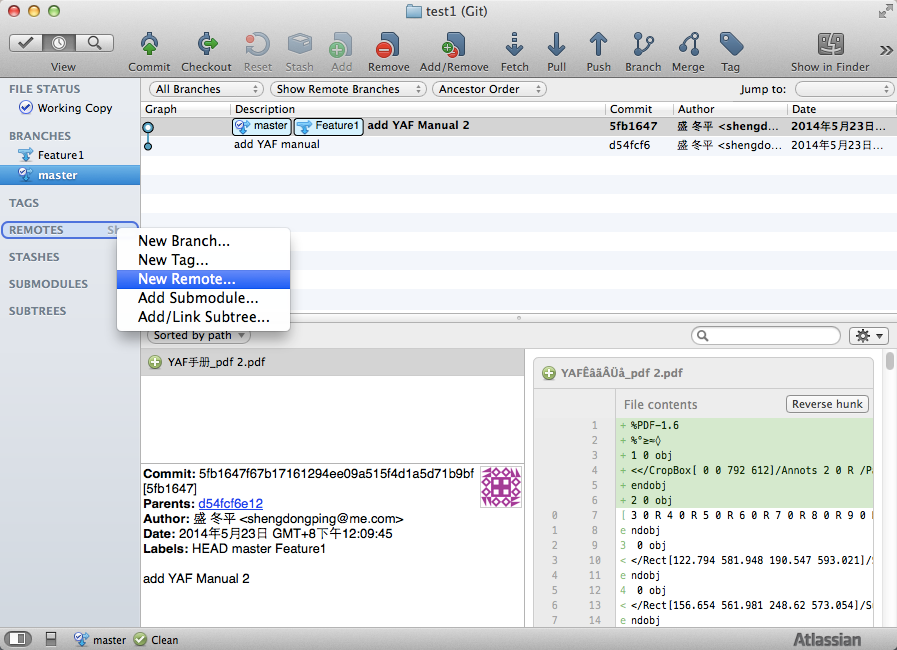 test1 (Git)
View Commit Checkout Reset Stash Add Remove Add/Remove Fetch Pull Push Branch Merge Tag Show in Finder
FILE STATUS
Working Copy
BRANCHES
Feature1
master
TAGS
REMOTES
STASHES
SUBMODULES
SUBTREES
All Branches Show Remote Branches Ancestor Order Jump to:
Graph Description Commit Author Date
master Feature1 add YAF Manual 2 5fb1647 盛 冬平 <shengd... 2014年5月23日...
add YAF manual d54fcf6 盛 冬平 <shengdo... 2014年5月23日...
New Branch...
New Tag...
New Remote...
Add Submodule...
Add/Link Subtree...
Sorted by path
YAF手册_pdf 2.pdf
Commit: 5fb1647f67b17161294ee09a515f4d1a5d71b9bf
[5fb1647]
Parents: d54fcf6e12
Author: 盛 冬平 <shengdongping@me.com>
Date: 2014年5月23日 GMT+8下午12:09:45
Labels: HEAD master Feature1
add YAF Manual 2
YAFÊâãÂÜå_pdf 2.pdf
File contents Reverse hunk
1 + %PDF-1.6
2 + %°≥≈◊
3 + 1 0 obj
4 + <</CropBox[ 0 0 792 612]/Annots 2 0 R /Pa
5 + endobj
6 + 2 0 obj
0 7 [ 3 0 R 4 0 R 5 0 R 6 0 R 7 0 R 8 0 R 9 0
1 8 e ndobj
2 9 3 0 obj
3 10 < </Rect[122.794 581.948 190.547 593.021]/S
4 11 e ndobj
5 12 4 0 obj
6 13 < </Rect[156.654 561.981 248.62 573.054]/Su
7 14 e ndobj
master Clean
Atlassian